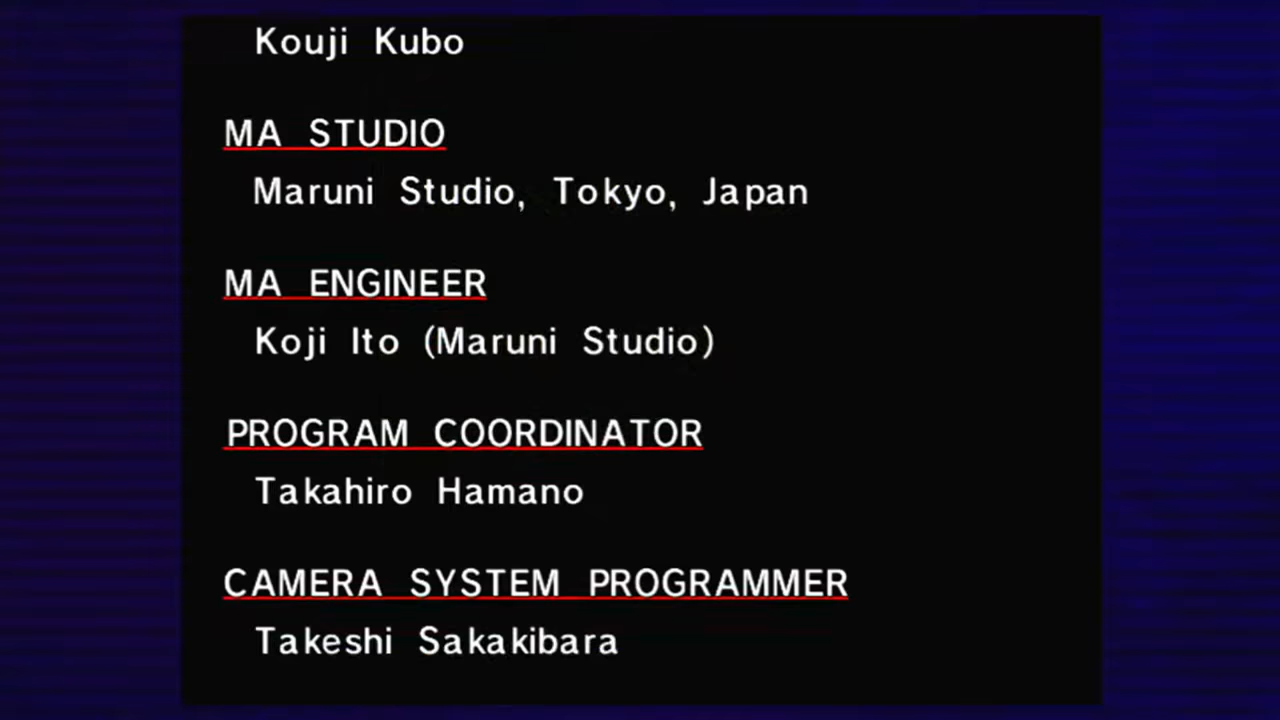 Kouji Kubo
MA STUDIO
Maruni Studio, Tokyo, Japan
MA ENGINEER
Koji Ito (Maruni Studio)
PROGRAM COORDINATOR
Takahiro Hamano
CAMERA SYSTEM PROGRAMMER
Takeshi Sakakibara